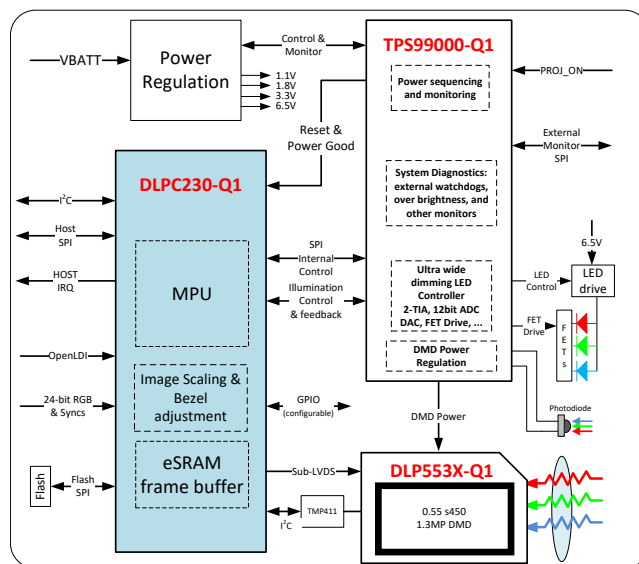 VBATT
Power
Regulation
Control &
Monitor
1.1V
1.8V
3.3V
6.5V
TPS99000-Q1
Power sequencing
and monitoring
PROJ_ON
Reset &
Power Good
External
Monitor
SPI
System Diagnostics:
external watchdogs,
over brightness, and
other monitors
DLPC230-Q1
I²C
Host
SPI
HOST
IRQ
MPU
SPI
Internal
Control
Illumination
Control
& feedback
Ultra wide
dimming LED
Controller
2-TIA, 12bit ADC
DAC, FET Drive, ...
6.5V
LED
Control
LED
drive
FET
Drive
FETs
DMD Power
Regulation
OpenLDI
Image Scaling &
Bezel
adjustment
24-bit RGB
& Syncs
GPIO
(configurable)
DMD Power
Photodiode
eSRAM
frame buffer
Flash
Flash
SPI
Sub-LVDS
TMP411
I²C
DLP553X-Q1
0.55 s450
1.3MP DMD